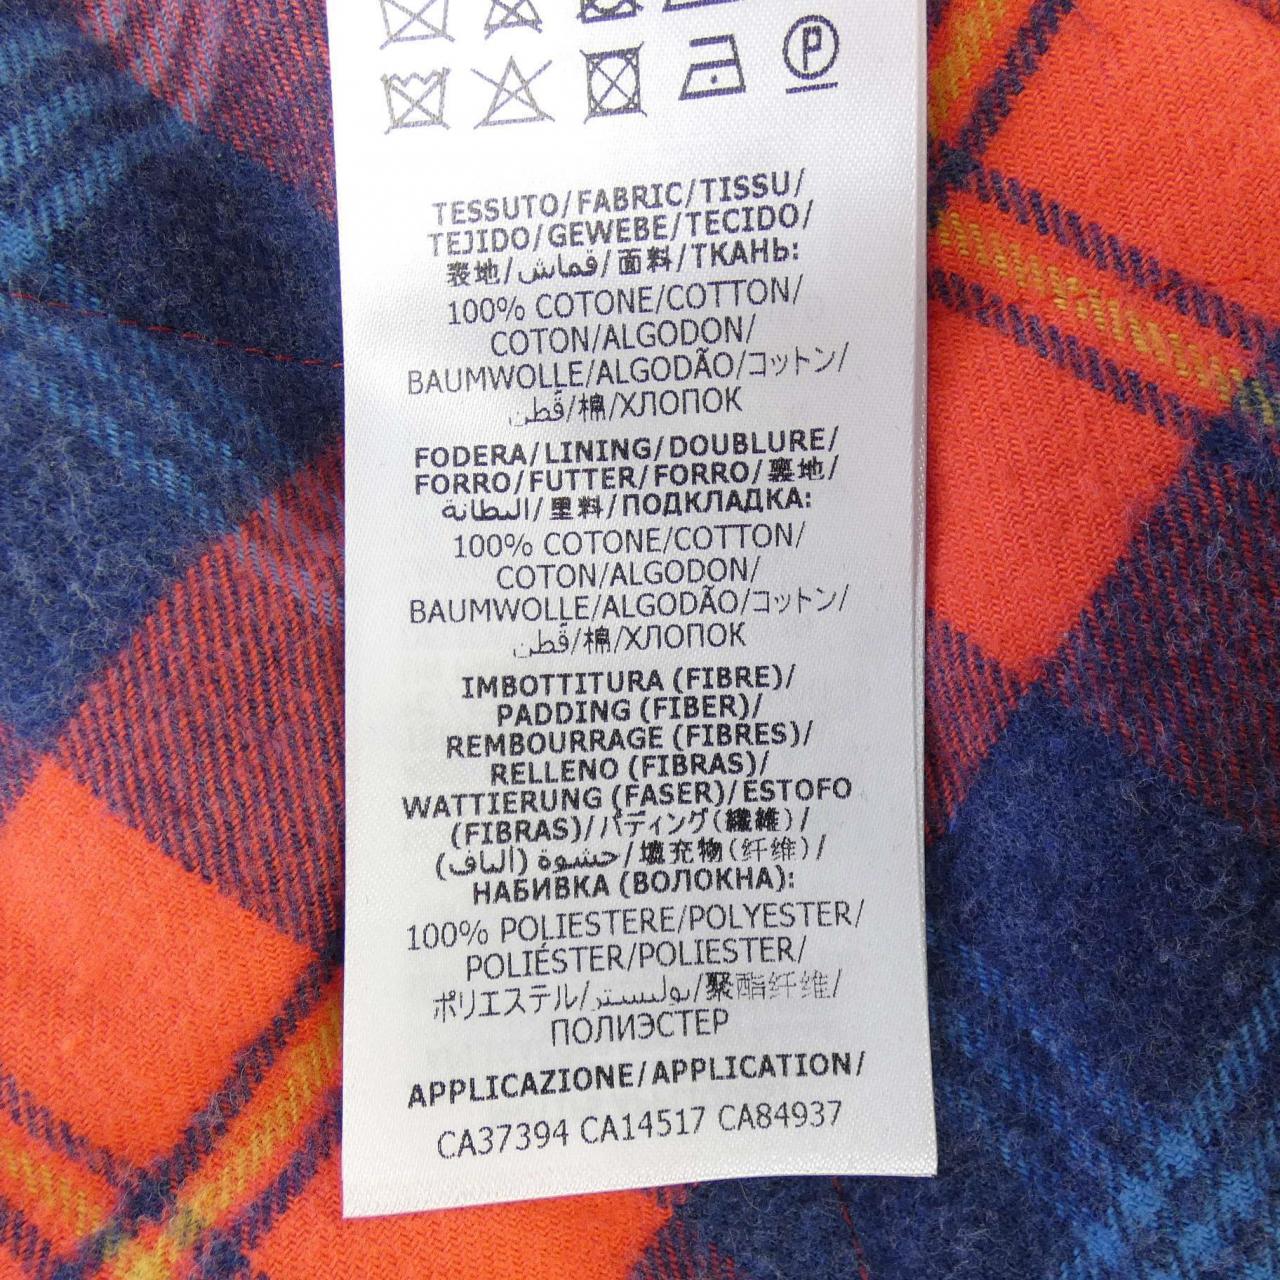 TESSUTO/FABRIC/TISSU/
TEJIDO/GEWEBE/TECIDO/
表地/قماش/面料/ТКАНЬ:
100% COTONE/COTTON/
COTON/ALGODON/
BAUMWOLLE/ALGODÃO/コットン/
قُطن/棉/ХЛОПОК
FODERA/LINING/DOUBLURE/
FORRO/FUTTER/FORRO/裏地/
البطانة/里料/ПОДКЛАДКА:
100% COTONE/COTTON/
COTON/ALGODON/
BAUMWOLLE/ALGODÃO/コットン/
قُطن/棉/ХЛОПОК
IMBOTTITURA (FIBRE)/
PADDING (FIBER)/
REMBOURRAGE (FIBRES)/
RELLENO (FIBRAS)/
WATTIERUNG (FASER)/ESTOFO
(FIBRAS)/パディング(繊維)/
حشوة (الياف)/填充物(纤维)/
НАБИВКА (ВОЛОКНА):
100% POLIESTERE/POLYESTER/
POLIÉSTER/POLIESTER/
ポリエステル/بوليستر/聚酯纤维/
ПОЛИЭСТЕР
APPLICAZIONE/APPLICATION/
CA37394 CA14517 CA84937